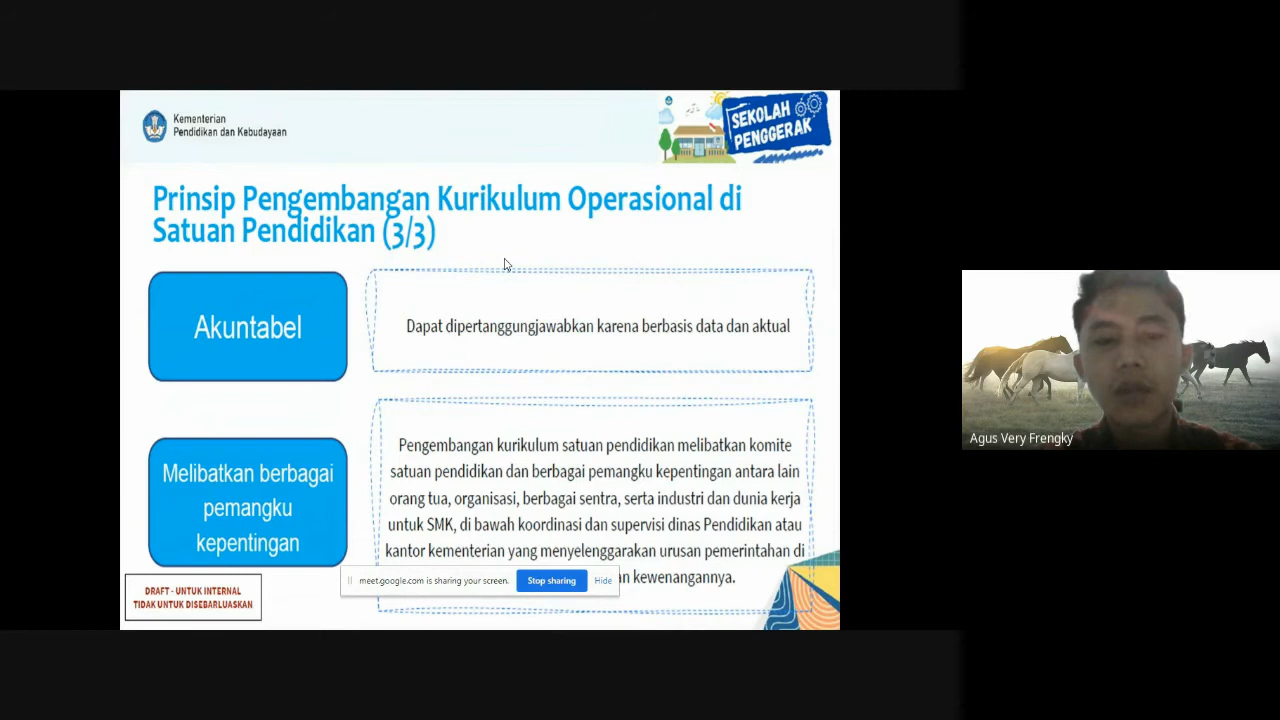 Kementerian
Pendidikan dan Kebudayaan
SEKOLAH
PENGGERAK
Prinsip Pengembangan Kurikulum Operasional di
Satuan Pendidikan (3/3)
Akuntabel
Dapat dipertanggungjawabkan karena berbasis data dan aktual
Melibatkan berbagai
pemangku
kepentingan
Pengembangan kurikulum satuan pendidikan melibatkan komite
satuan pendidikan dan berbagai pemangku kepentingan antara lain
orang tua, organisasi, berbagai sentra, serta industri dan dunia kerja
untuk SMK, di bawah koordinasi dan supervisi dinas Pendidikan atau
kantor kementerian yang menyelenggarakan urusan pemerintahan di
an kewenangannya.
meet.google.com is sharing your screen.
Stop sharing
Hide
DRAFT - UNTUK INTERNAL
TIDAK UNTUK DISEBARLUASKAN
Agus Very Frengky